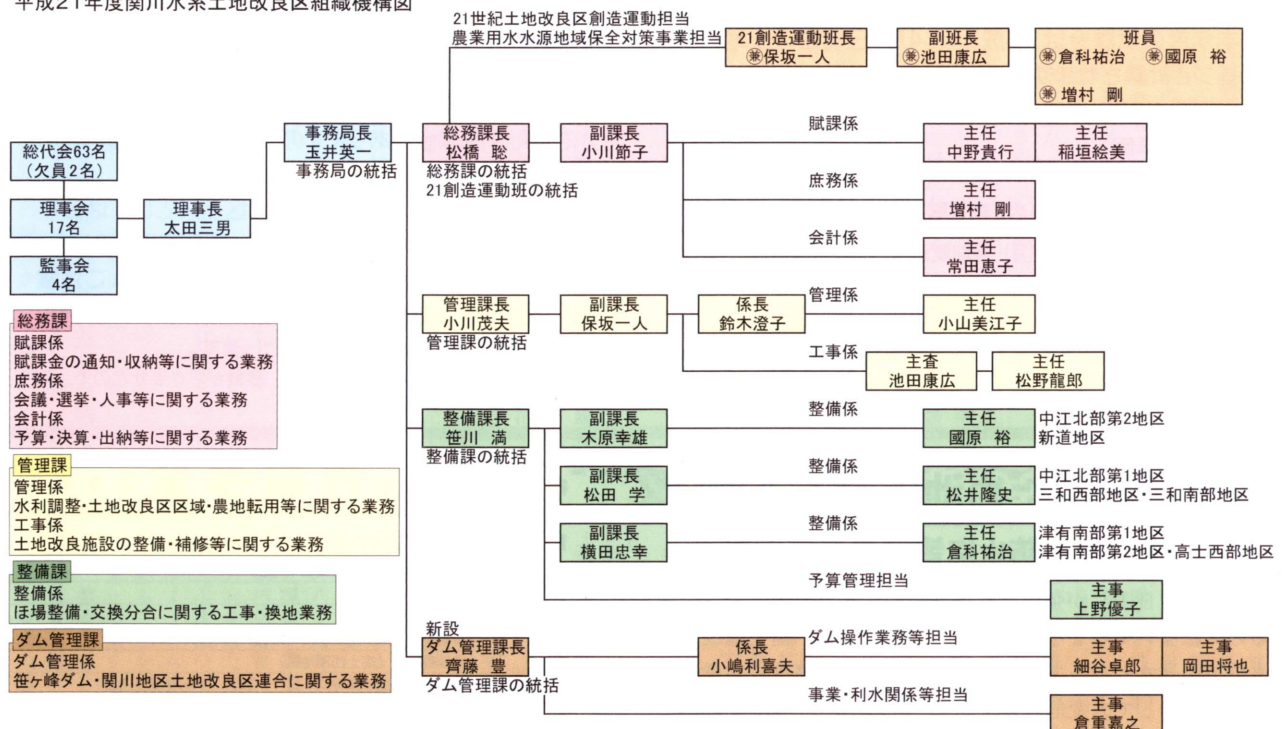 平成21年度関川水系土地改良区組織機構図
21世紀土地改良区創造運動担当
農業用水水源地域保全対策事業担当
21創造運動班長
㊝保坂一人
副班長
㊝池田康広
班員
㊝倉科祐治 ㊝國原 裕
㊝増村 剛
総代会63名
(欠員2名)
理事会
17名
監事会
4名
理事長
太田三男
事務局長
玉井英一
事務局の統括
総務課長
松橋 聡
総務課の統括
21創造運動班の統括
副課長
小川節子
賦課係
主任
中野貴行
主任
稲垣絵美
庶務係
主任
増村 剛
会計係
主任
常田恵子
管理課長
小川茂夫
管理課の統括
副課長
保坂一人
係長
鈴木澄子
管理係
主任
小山美江子
工事係
主査
池田康広
主任
松野龍郎
整備課長
笹川 満
整備課の統括
副課長
木原幸雄
整備係
主任
國原 裕
中江北部第2地区
新道地区
副課長
松田 学
整備係
主任
松井隆史
中江北部第1地区
三和西部地区・三和南部地区
副課長
横田忠幸
整備係
主任
倉科祐治
津有南部第1地区
津有南部第2地区・高士西部地区
予算管理担当
主事
上野優子
新設
ダム管理課長
齊藤 豊
ダム管理課の統括
係長
小嶋利喜夫
ダム操作業務等担当
主事
細谷卓郎
主事
岡田将也
事業・利水関係等担当
主事
倉重嘉之
総務課
賦課係
賦課金の通知・収納等に関する業務
庶務係
会議・選挙・人事等に関する業務
会計係
予算・決算・出納等に関する業務
管理課
管理係
水利調整・土地改良区区域・農地転用等に関する業務
工事係
土地改良施設の整備・補修等に関する業務
整備課
整備係
ほ場整備・交換分合に関する工事・換地業務
ダム管理課
ダム管理係
笹ヶ峰ダム・関川地区土地改良区連合に関する業務